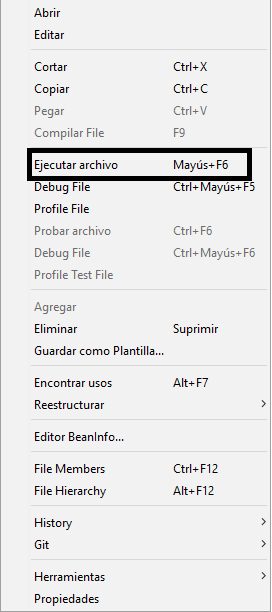 Abrir
Editar
Cortar Ctrl+X
Copiar Ctrl+C
Pegar Ctrl+V
Compilar File F9
Ejecutar archivo Mayús+F6
Debug File Ctrl+Mayús+F5
Profile File
Probar archivo Ctrl+F6
Debug File Ctrl+Mayús+F6
Profile Test File
Agregar
Eliminar Suprimir
Guardar como Plantilla...
Encontrar usos Alt+F7
Reestructurar
Editor BeanInfo...
File Members Ctrl+F12
File Hierarchy Alt+F12
History
Git
Herramientas
Propiedades